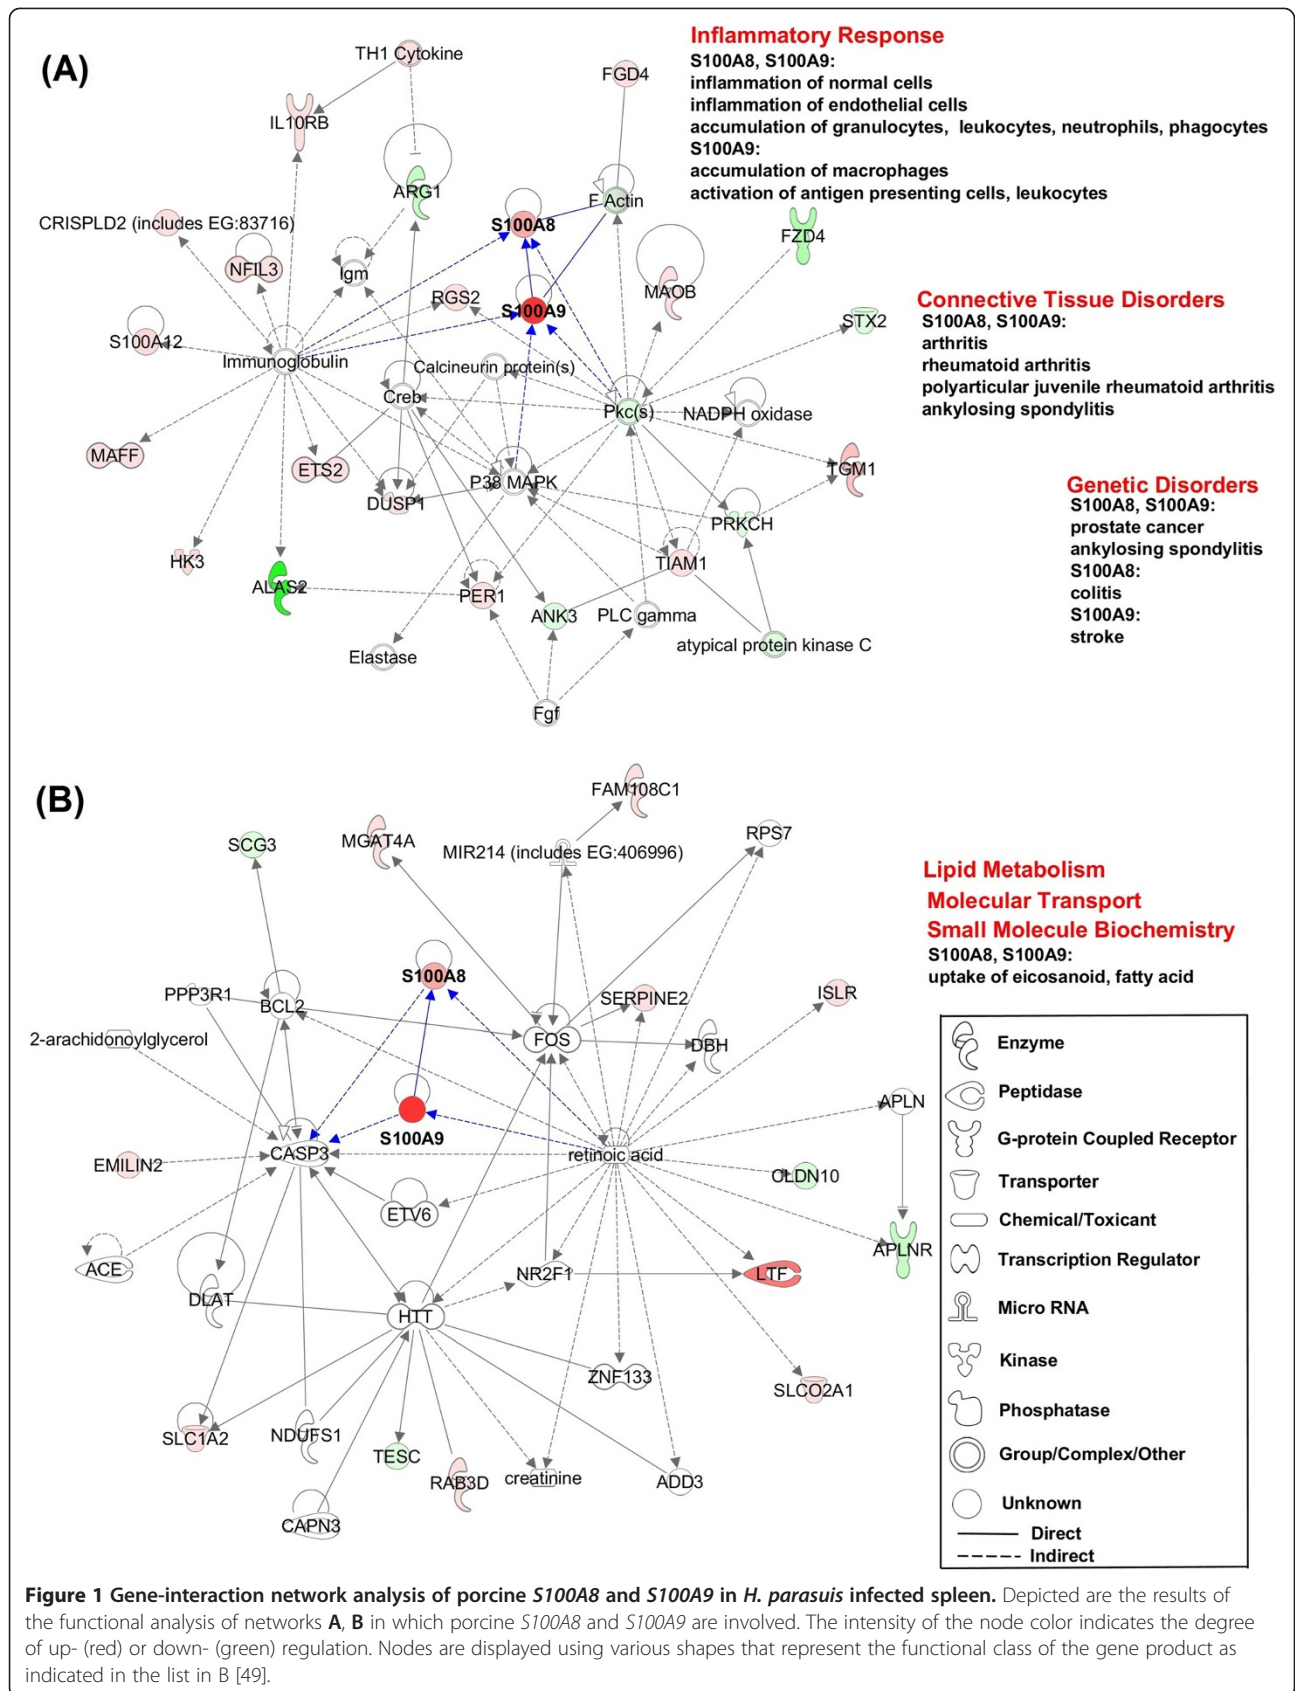 (A)
TH1 Cytokine
FGD4
IL10RB
ARG1
F Actin
CRISPLD2 (includes EG:83716)
S100A8
NFIL3
Igm
FZD4
RGS2
MAOB
S100A9
STX2
S100A12
Immunoglobulin
Calcineurin protein(s)
Creb
Pkc(s)
NADPH oxidase
MAFF
ETS2
P38 MAPK
TGM1
DUSP1
PRKCH
HK3
TIAM1
ALAS2
PER1
ANK3
PLC gamma
atypical protein kinase C
Elastase
Fgf
Inflammatory Response
S100A8, S100A9:
inflammation of normal cells
inflammation of endothelial cells
accumulation of granulocytes, leukocytes, neutrophils, phagocytes
S100A9:
accumulation of macrophages
activation of antigen presenting cells, leukocytes
Connective Tissue Disorders
S100A8, S100A9:
arthritis
rheumatoid arthritis
polyarticular juvenile rheumatoid arthritis
ankylosing spondylitis
Genetic Disorders
S100A8, S100A9:
prostate cancer
ankylosing spondylitis
S100A8:
colitis
S100A9:
stroke
(B)
FAM108C1
SCG3
MGAT4A
MIR214 (includes EG:406996)
RPS7
S100A8
PPP3R1
BCL2
SERPINE2
ISLR
2-arachidonoylglycerol
FOS
DBH
S100A9
APLN
EMILIN2
CASP3
retinoic acid
CLDN10
ETV6
ACE
NR2F1
LTF
APLNR
DLAT
HTT
ZNF133
SLCO2A1
SLC1A2
NDUFS1
TESC
RAB3D
creatinine
ADD3
CAPN3
Lipid Metabolism
Molecular Transport
Small Molecule Biochemistry
S100A8, S100A9:
uptake of eicosanoid, fatty acid
Enzyme
Peptidase
G-protein Coupled Receptor
Transporter
Chemical/Toxicant
Transcription Regulator
Micro RNA
Kinase
Phosphatase
Group/Complex/Other
Unknown
Direct
Indirect
Figure 1 Gene-interaction network analysis of porcine S100A8 and S100A9 in H. parasuis infected spleen. Depicted are the results of
the functional analysis of networks A, B in which porcine S100A8 and S100A9 are involved. The intensity of the node color indicates the degree
of up- (red) or down- (green) regulation. Nodes are displayed using various shapes that represent the functional class of the gene product as
indicated in the list in B [49].